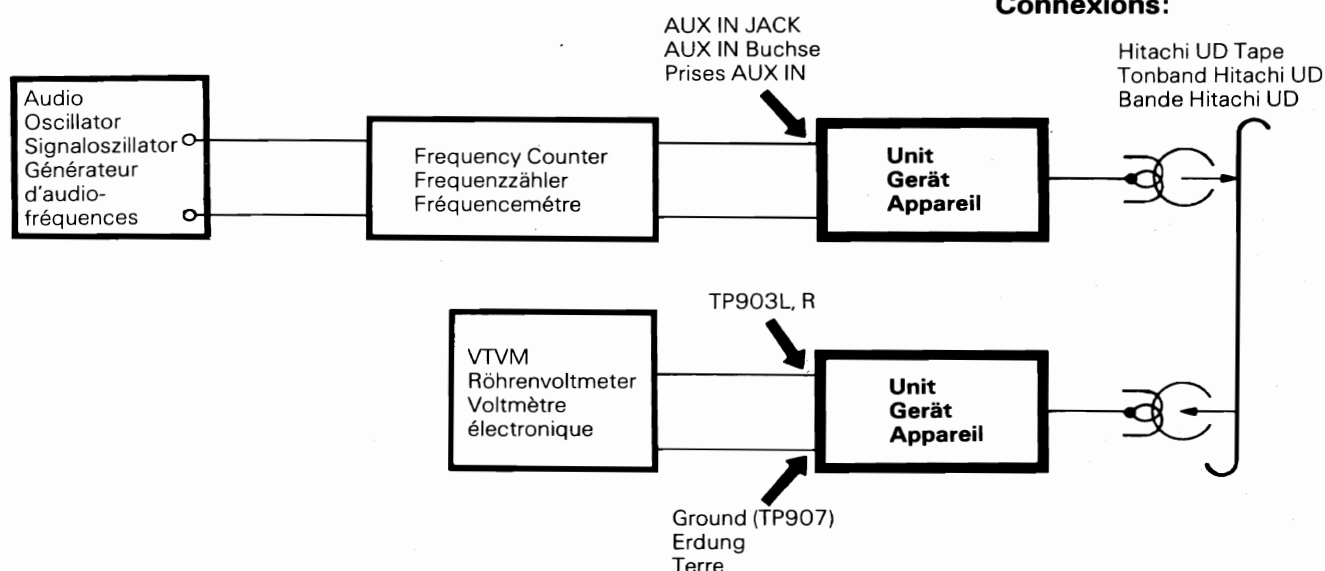 Connexions:
AUX IN JACK
AUX IN Buchse
Prises AUX IN
Hitachi UD Tape
Tonband Hitachi UD
Bande Hitachi UD
Audio
Oscillator
Signaloszillator
Générateur
d'audio-
fréquences
Frequency Counter
Frequenzzähler
Fréquencemétre
Unit
Gerät
Appareil
TP903L, R
VTVM
Röhrenvoltmeter
Voltmètre
électronique
Unit
Gerät
Appareil
Ground (TP907)
Erdung
Terre